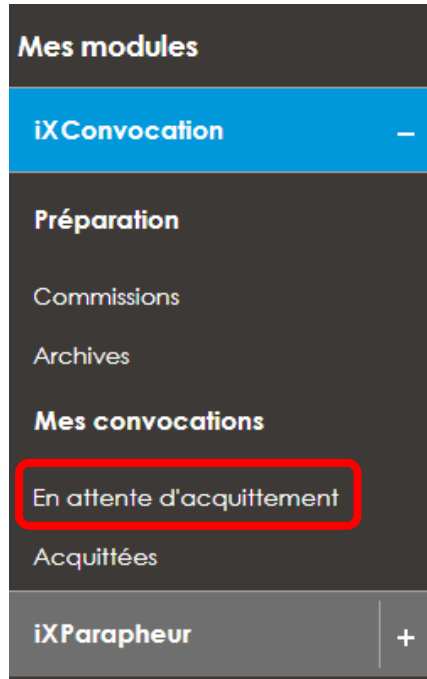 Mes modules
iXConvocation −
Préparation
Commissions
Archives
Mes convocations
En attente d'acquittement
Acquittées
iXParapheur +